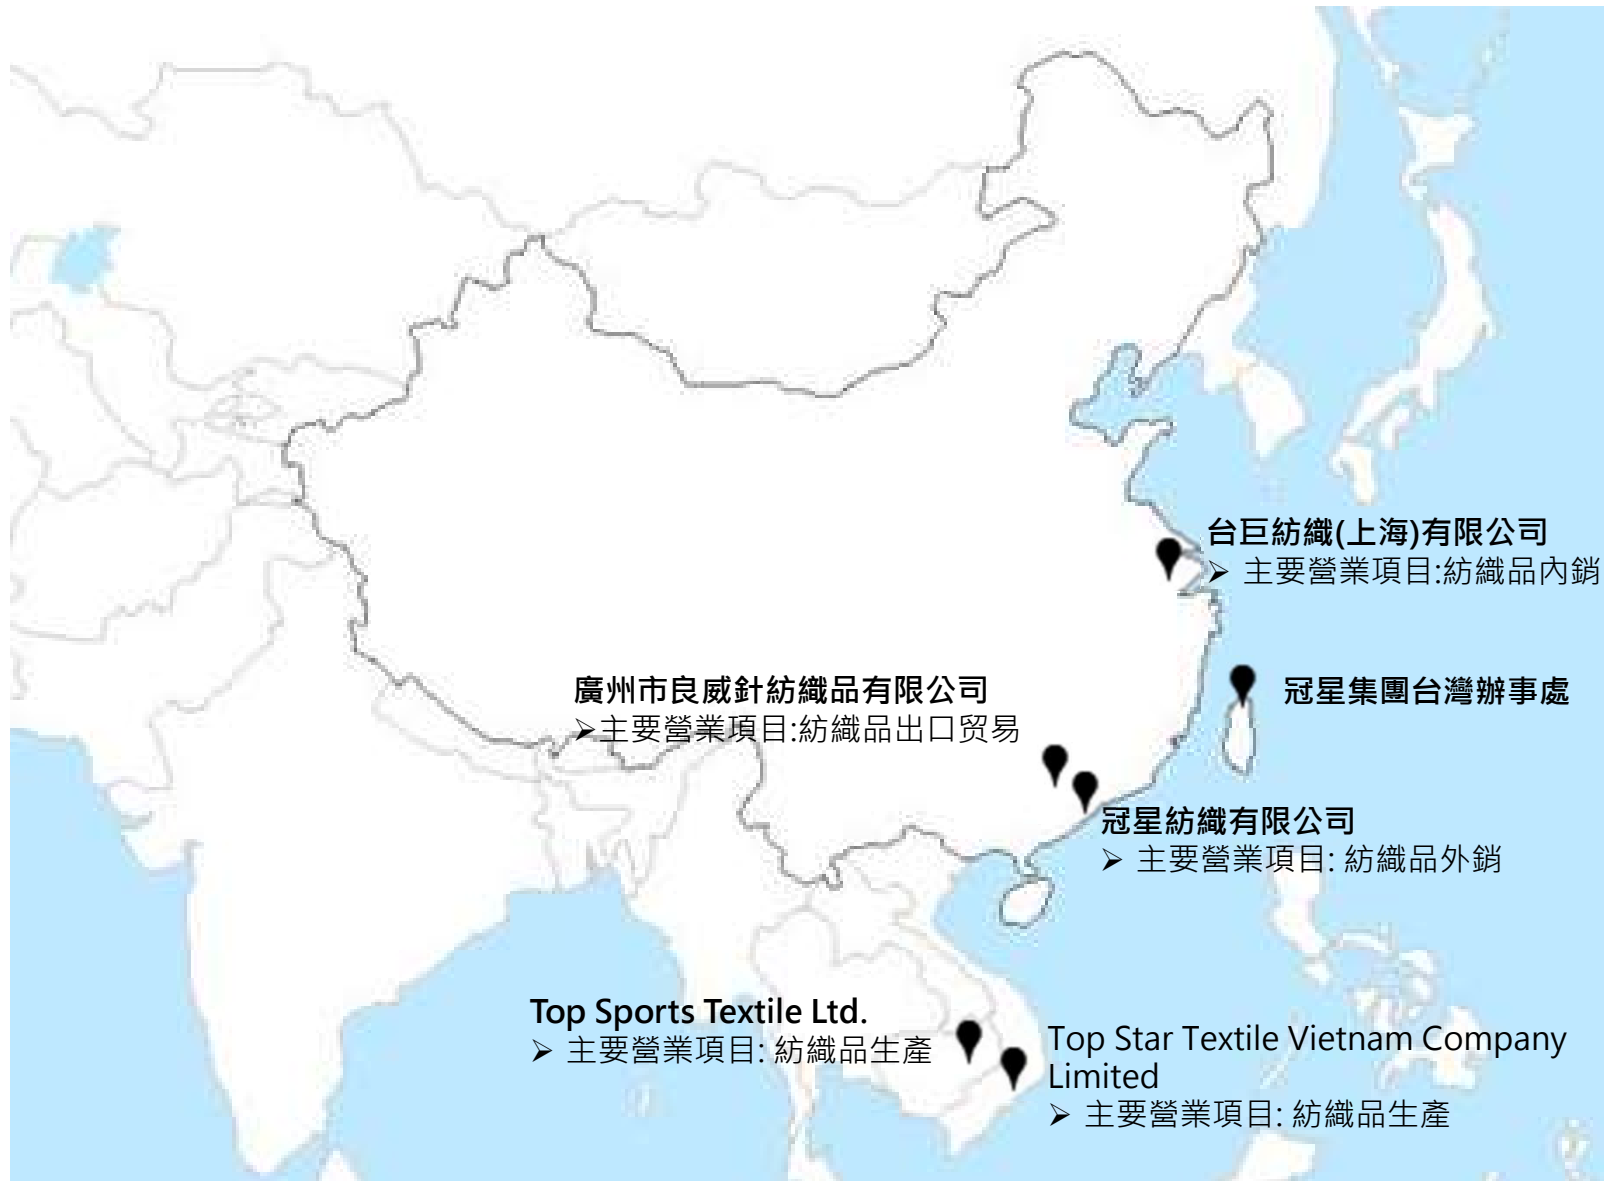 台巨紡織(上海)有限公司
➢ 主要營業項目:紡織品內銷
廣州市良威針紡織品有限公司
➢主要營業項目:紡織品出口贸易
冠星集團台灣辦事處
冠星紡織有限公司
➢ 主要營業項目: 紡織品外銷
Top Sports Textile Ltd.
➢ 主要營業項目: 紡織品生產
Top Star Textile Vietnam Company
Limited
➢ 主要營業項目: 紡織品生產